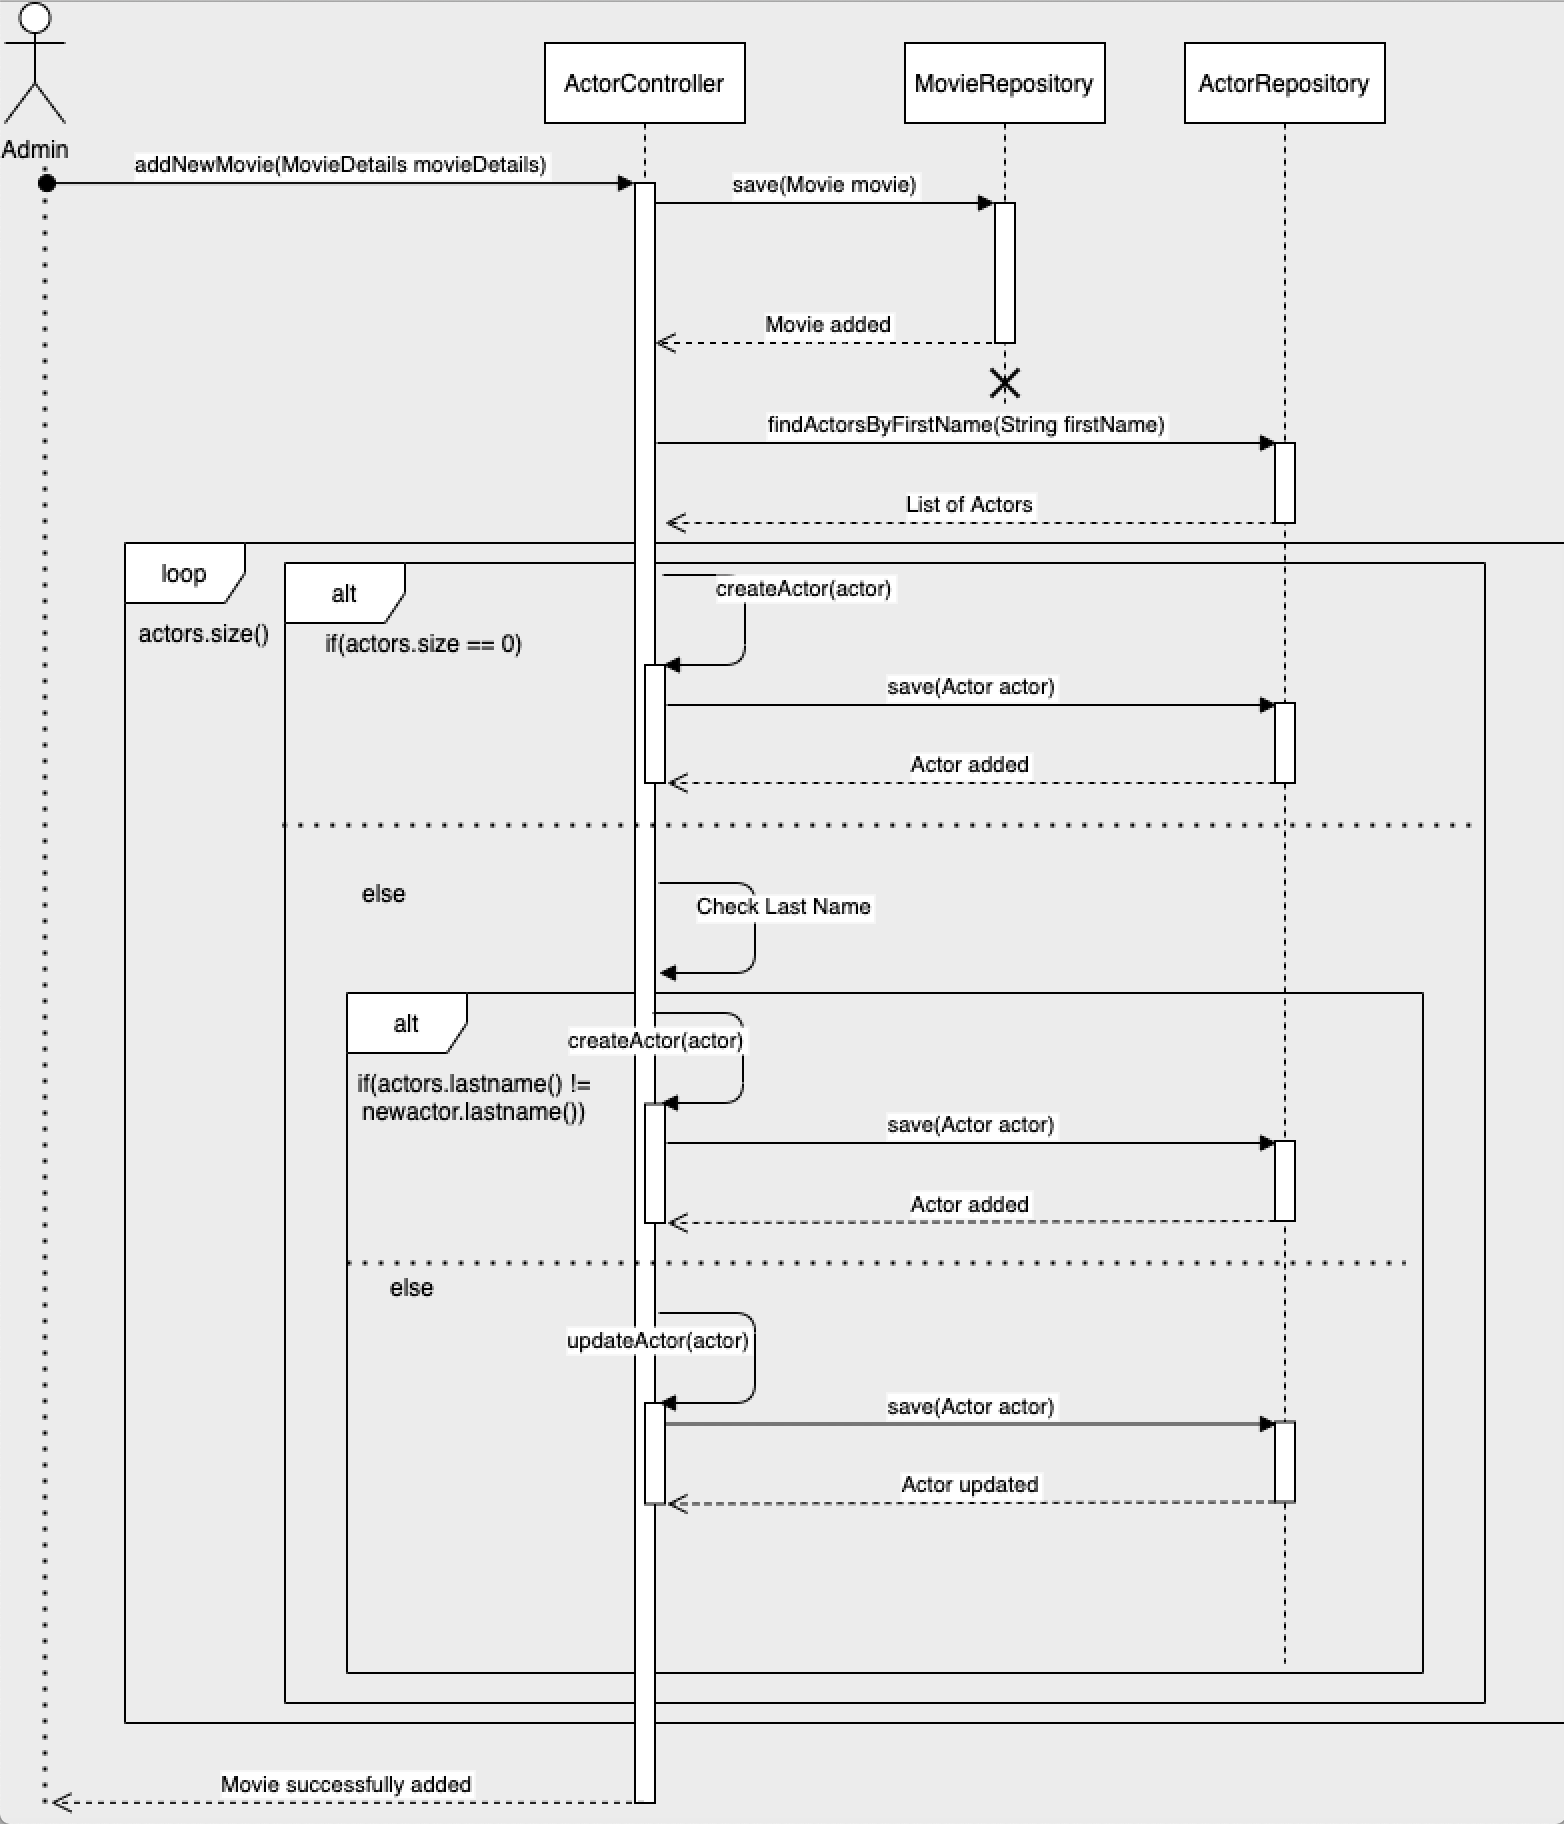 ActorController
MovieRepository
ActorRepository
Admin
addNewMovie(MovieDetails movieDetails)
save(Movie movie)
Movie added
findActorsByFirstName(String firstName)
List of Actors
loop
actors.size()
alt
if(actors.size == 0)
createActor(actor)
save(Actor actor)
Actor added
else
Check Last Name
alt
if(actors.lastname() !=
newactor.lastname())
createActor(actor)
save(Actor actor)
Actor added
else
updateActor(actor)
save(Actor actor)
Actor updated
Movie successfully added